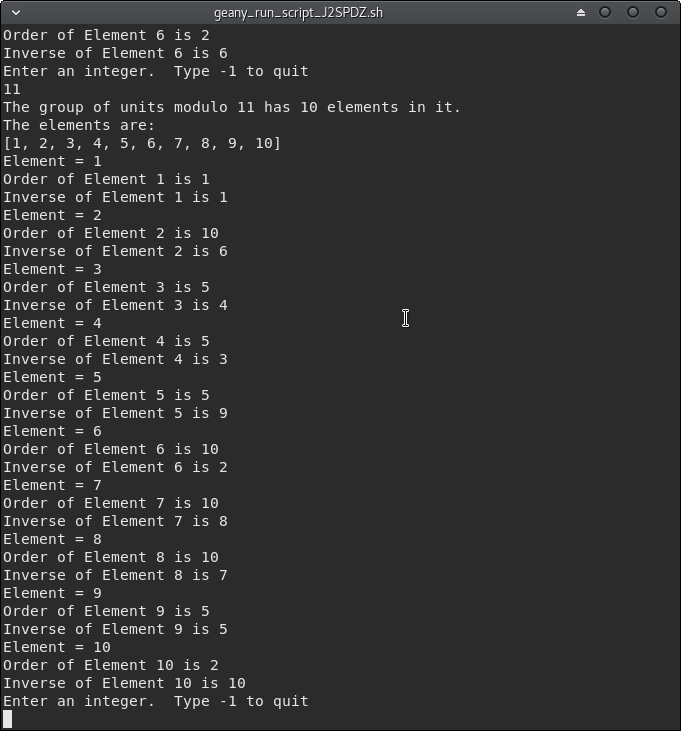 geany_run_script_J2SPDZ.sh
Order of Element 6 is 2
Inverse of Element 6 is 6
Enter an integer.  Type -1 to quit
11
The group of units modulo 11 has 10 elements in it.
The elements are:
[1, 2, 3, 4, 5, 6, 7, 8, 9, 10]
Element = 1
Order of Element 1 is 1
Inverse of Element 1 is 1
Element = 2
Order of Element 2 is 10
Inverse of Element 2 is 6
Element = 3
Order of Element 3 is 5
Inverse of Element 3 is 4
Element = 4
Order of Element 4 is 5
Inverse of Element 4 is 3
Element = 5
Order of Element 5 is 5
Inverse of Element 5 is 9
Element = 6
Order of Element 6 is 10
Inverse of Element 6 is 2
Element = 7
Order of Element 7 is 10
Inverse of Element 7 is 8
Element = 8
Order of Element 8 is 10
Inverse of Element 8 is 7
Element = 9
Order of Element 9 is 5
Inverse of Element 9 is 5
Element = 10
Order of Element 10 is 2
Inverse of Element 10 is 10
Enter an integer.  Type -1 to quit